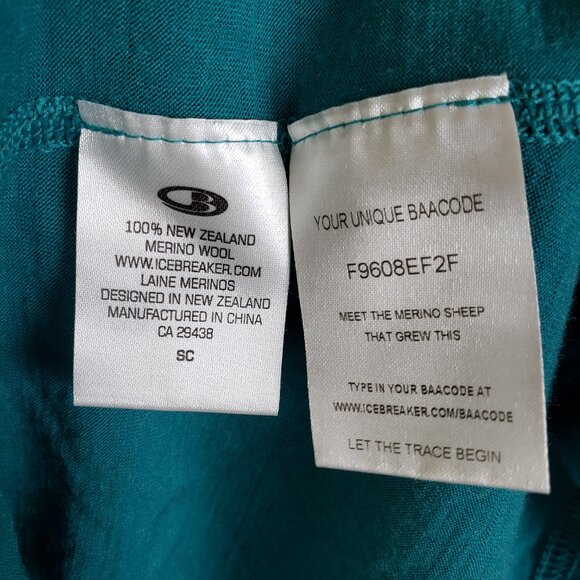 100% NEW ZEALAND
MERINO WOOL
WWW.ICEBREAKER.COM
LAINE MERINOS
DESIGNED IN NEW ZEALAND
MANUFACTURED IN CHINA
CA 29438
SC
YOUR UNIQUE BAACODE
F9608EF2F
MEET THE MERINO SHEEP
THAT GREW THIS
TYPE IN YOUR BAACODE AT
WWW.ICEBREAKER.COM/BAACODE
LET THE TRACE BEGIN